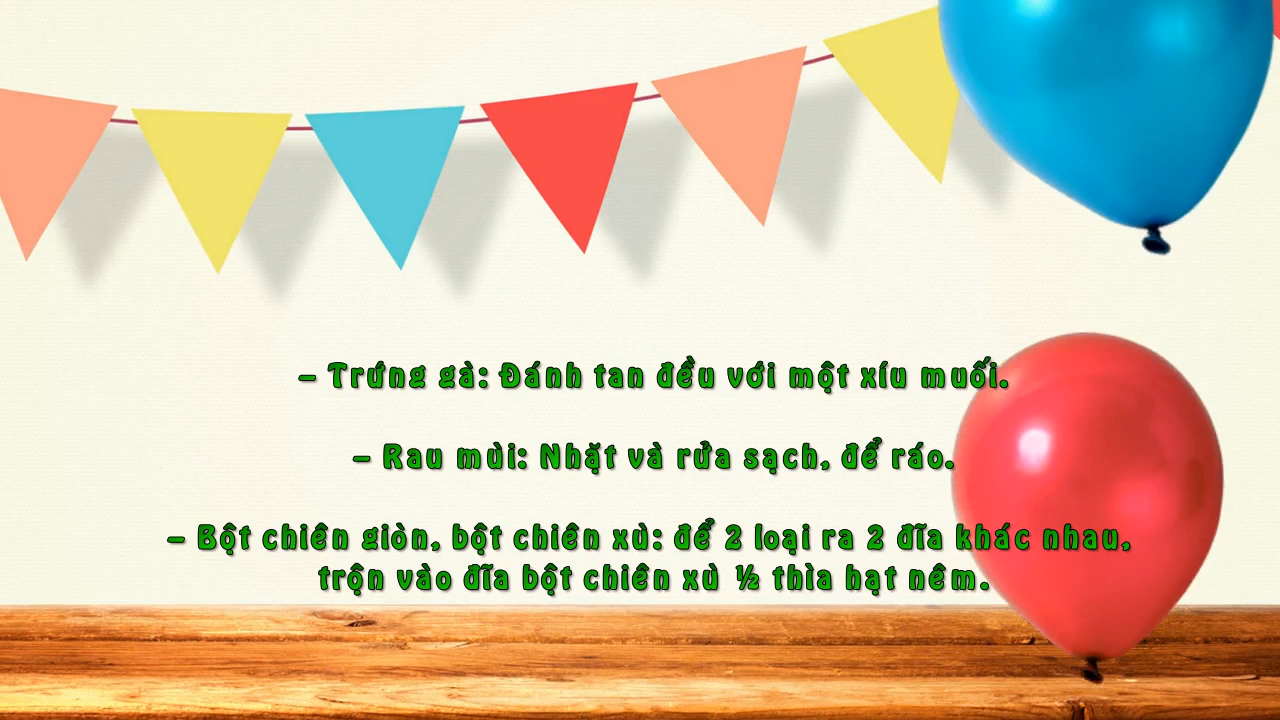 – Trứng gà: Đánh tan đều với một xíu muối.
– Rau mùi: Nhặt và rửa sạch, để ráo.
– Bột chiên giòn, bột chiên xù: để 2 loại ra 2 đĩa khác nhau,
trộn vào đĩa bột chiên xù ½ thìa hạt nêm.